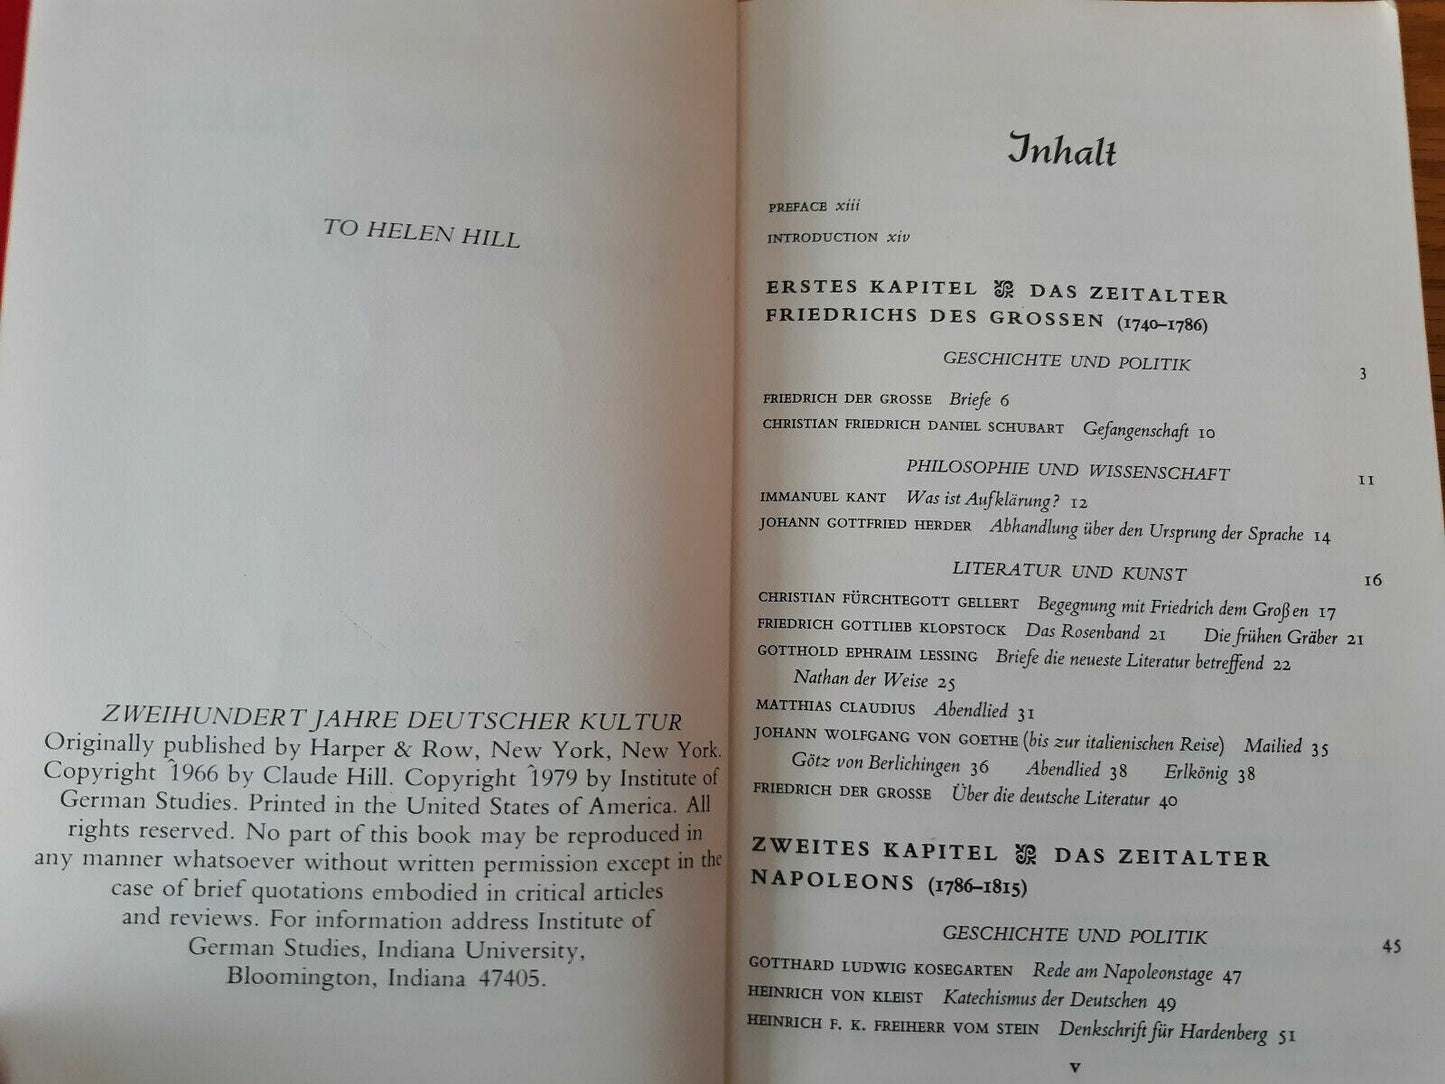 TO HELEN HILL
ZWEIHUNDERT JAHRE DEUTSCHER KULTUR
Originally published by Harper & Row, New York, New York.
Copyright 1966 by Claude Hill. Copyright 1979 by Institute of
German Studies. Printed in the United States of America. All
rights reserved. No part of this book may be reproduced in
any manner whatsoever without written permission except in the
case of brief quotations embodied in critical articles
and reviews. For information address Institute of
German Studies, Indiana University,
Bloomington, Indiana 47405.
Inhalt
PREFACE xiii
INTRODUCTION xiv
ERSTES KAPITEL DAS ZEITALTER
FRIEDRICHS DES GROSSEN (1740–1786)
GESCHICHTE UND POLITIK 3
FRIEDRICH DER GROSSE Briefe 6
CHRISTIAN FRIEDRICH DANIEL SCHUBART Gefangenschaft 10
PHILOSOPHIE UND WISSENSCHAFT 11
IMMANUEL KANT Was ist Aufklärung? 12
JOHANN GOTTFRIED HERDER Abhandlung über den Ursprung der Sprache 14
LITERATUR UND KUNST 16
CHRISTIAN FÜRCHTEGOTT GELLERT Begegnung mit Friedrich dem Großen 17
FRIEDRICH GOTTLIEB KLOPSTOCK Das Rosenband 21 Die frühen Gräber 21
GOTTHOLD EPHRAIM LESSING Briefe die neueste Literatur betreffend 22
Nathan der Weise 25
MATTHIAS CLAUDIUS Abendlied 31
JOHANN WOLFGANG VON GOETHE (bis zur italienischen Reise) Mailied 35
Götz von Berlichingen 36 Abendlied 38 Erlkönig 38
FRIEDRICH DER GROSSE Über die deutsche Literatur 40
ZWEITES KAPITEL DAS ZEITALTER
NAPOLEONS (1786–1815)
GESCHICHTE UND POLITIK 45
GOTTHARD LUDWIG KOSEGARTEN Rede am Napoleonstage 47
HEINRICH VON KLEIST Katechismus der Deutschen 49
HEINRICH F. K. FREIHERR VOM STEIN Denkschrift für Hardenberg 51
v